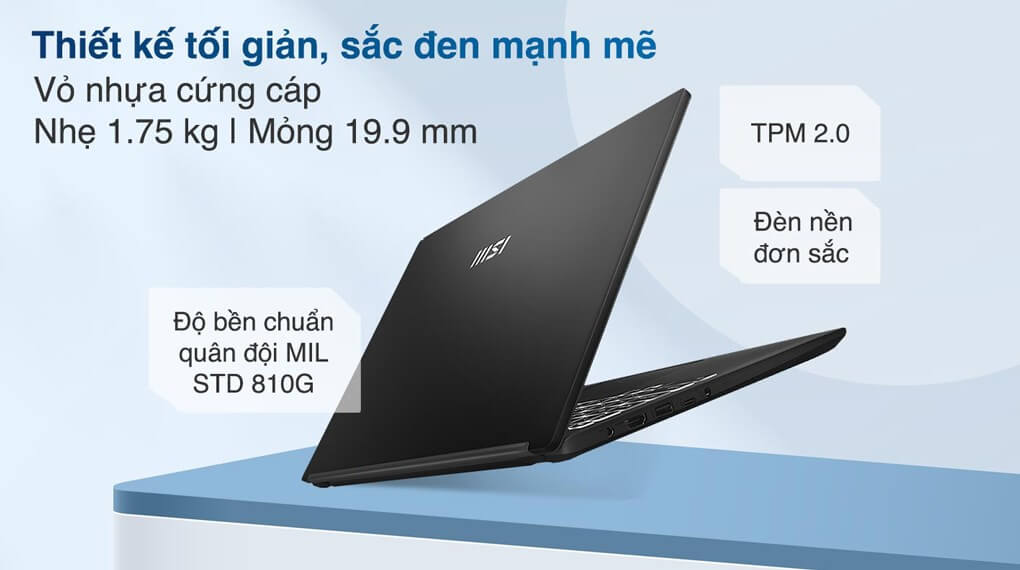 Thiết kế tối giản, sắc đen mạnh mẽ
Vỏ nhựa cứng cáp
Nhẹ 1.75 kg | Mỏng 19.9 mm
TPM 2.0
Đèn nền
đơn sắc
msi
Độ bền chuẩn
quân đội MIL
STD 810G